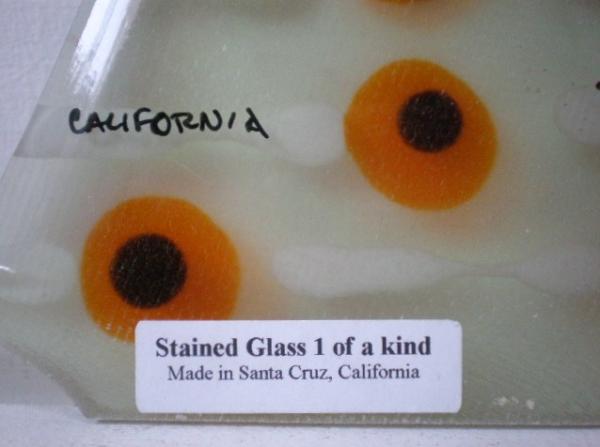 CALIFORNIA
Stained Glass 1 of a kind
Made in Santa Cruz, California